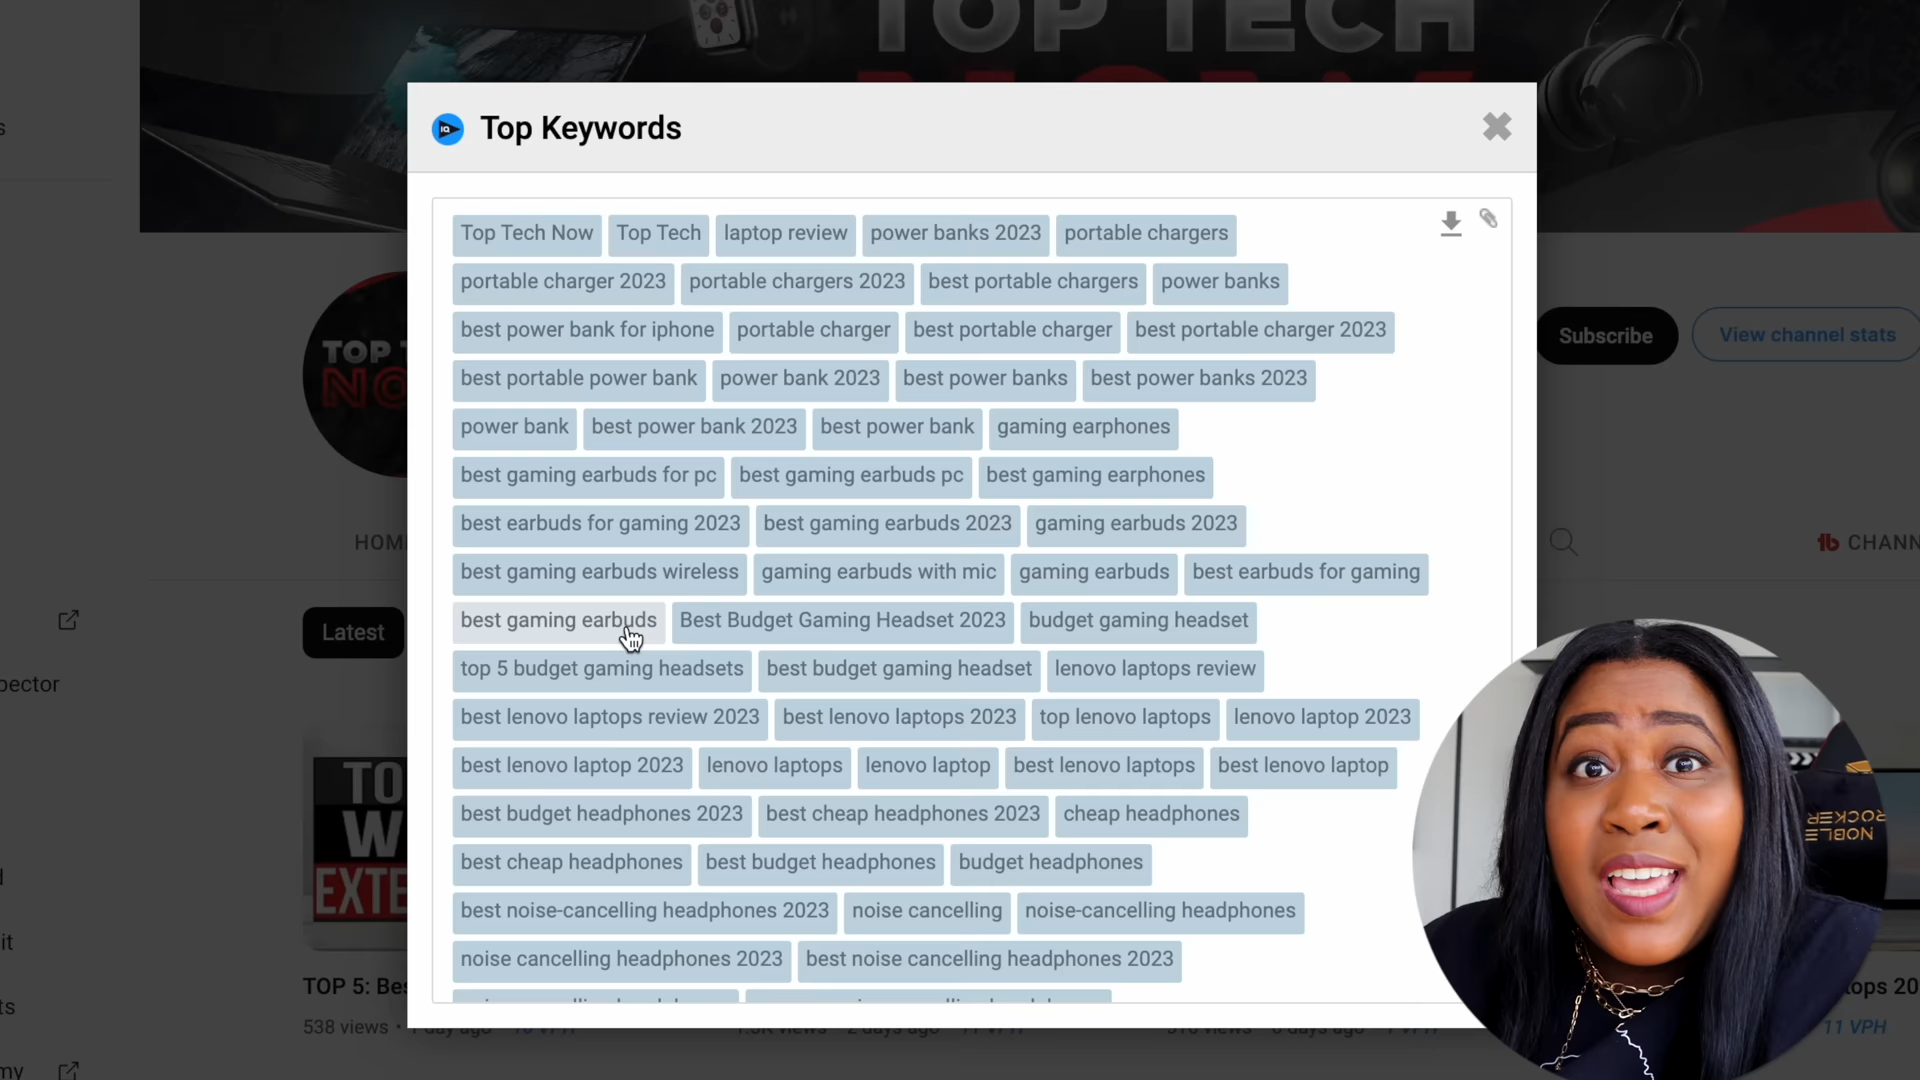 TOP TECH
Top Keywords
Top Tech Now Top Tech laptop review power banks 2023 portable chargers
portable charger 2023 portable chargers 2023 best portable chargers power banks
best power bank for iphone portable charger best portable charger best portable charger 2023
Subscribe
View channel stats
best portable power bank power bank 2023 best power banks best power banks 2023
power bank best power bank 2023 best power bank gaming earphones
best gaming earbuds for pc best gaming earbuds pc best gaming earphones
best earbuds for gaming 2023 best gaming earbuds 2023 gaming earbuds 2023
best gaming earbuds wireless gaming earbuds with mic gaming earbuds best earbuds for gaming
best gaming earbuds Best Budget Gaming Headset 2023 budget gaming headset
Latest
top 5 budget gaming headsets best budget gaming headset lenovo laptops review
best lenovo laptops review 2023 best lenovo laptops 2023 top lenovo laptops lenovo laptop 2023
best lenovo laptop 2023 lenovo laptops lenovo laptop best lenovo laptops best lenovo laptop
best budget headphones 2023 best cheap headphones 2023 cheap headphones
best cheap headphones best budget headphones budget headphones
best noise-cancelling headphones 2023 noise cancelling noise-cancelling headphones
noise cancelling headphones 2023 best noise cancelling headphones 2023
TOP 5: Be
538 views
11 VPH